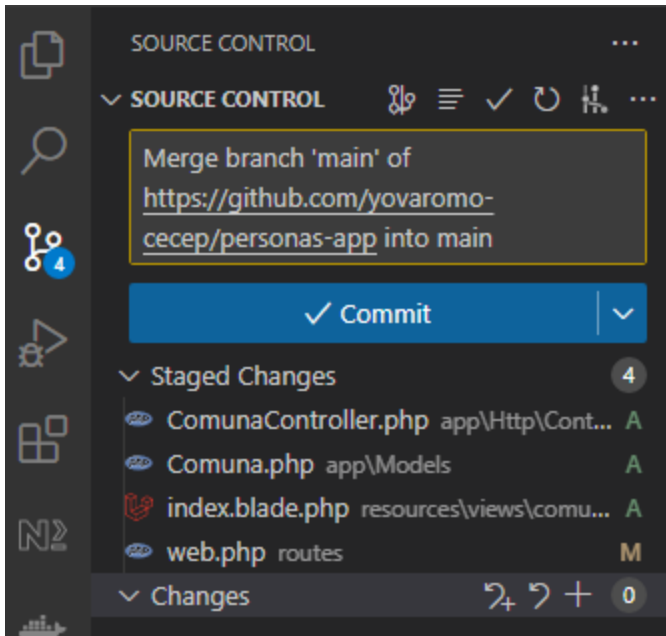 SOURCE CONTROL ...
SOURCE CONTROL ...
Merge branch 'main' of
https://github.com/yovaromo-
cecep/personas-app into main
4
Commit
Staged Changes 4
ComunaController.php app\Http\Cont... A
Comuna.php app\Models A
index.blade.php resources\views\comu... A
N
web.php routes M
Changes 0